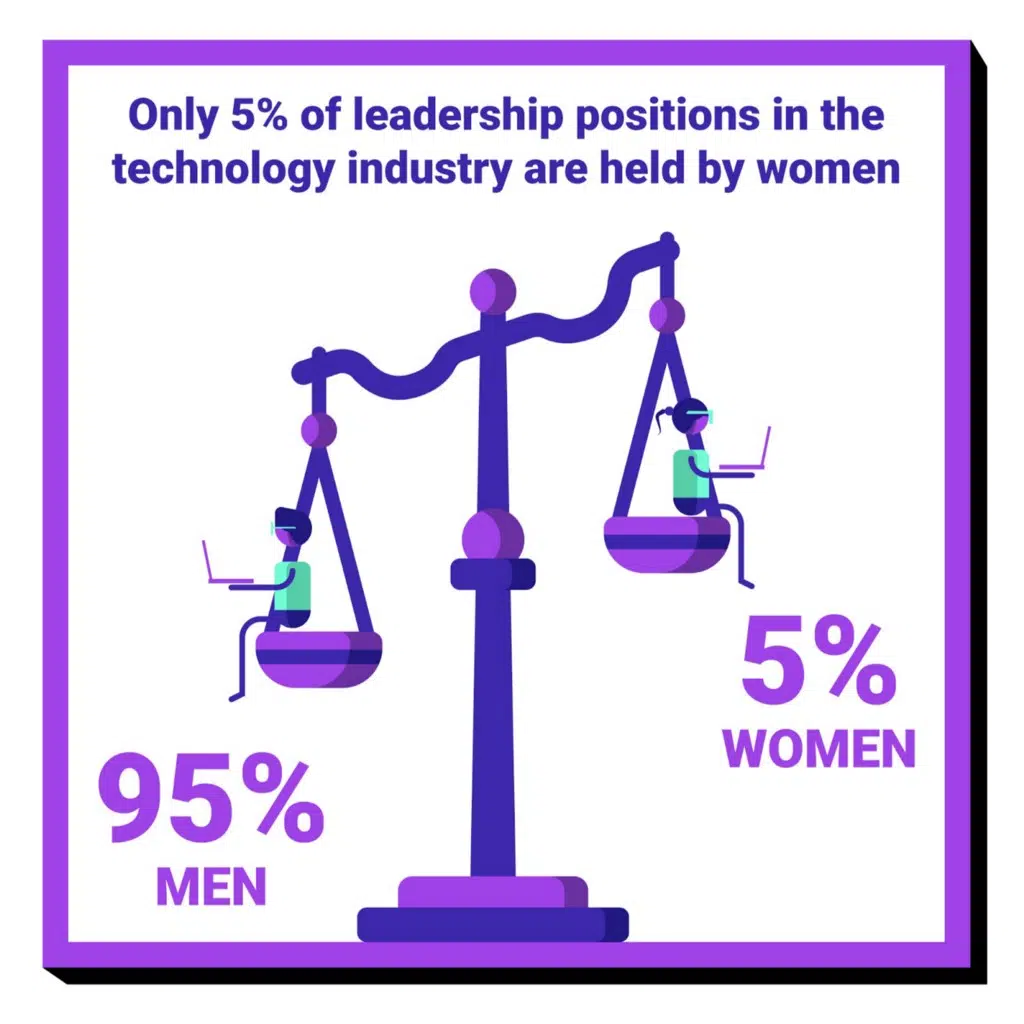 Only 5% of leadership positions in the
technology industry are held by women
5%
WOMEN
95%
MEN